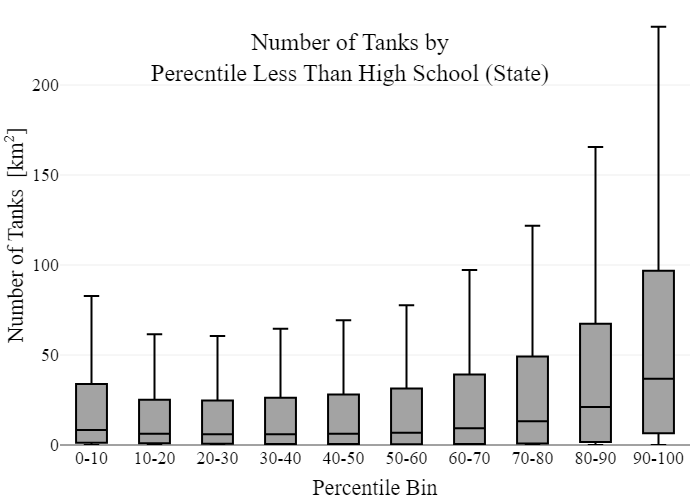 Number of Tanks by
Perecntile Less Than High School (State)
Number of Tanks [km²]
200
150
100
50
0
0-10 10-20 20-30 30-40 40-50 50-60 60-70 70-80 80-90 90-100
Percentile Bin